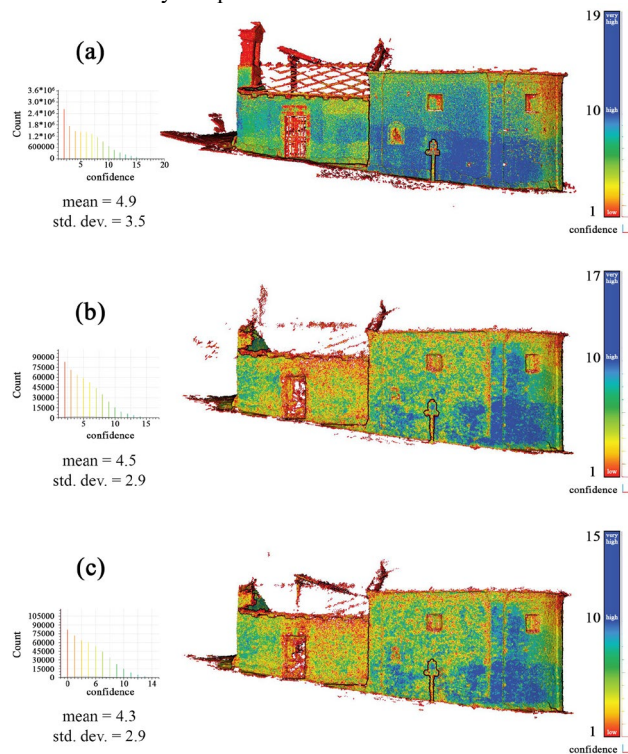 (a)
3.6*10⁶
3.0*10⁶
2.4*10⁶
1.8*10⁶
1.2*10⁶
600000
0
Count
5 10 15 20
confidence
mean = 4.9
std. dev. = 3.5
19
very
high
10
1
low
confidence
(b)
90000
75000
60000
45000
30000
15000
0
Count
5 10 15
confidence
mean = 4.5
std. dev. = 2.9
17
very
high
10
high
1
low
confidence
(c)
105000
90000
75000
60000
45000
30000
15000
0
Count
0 6 10 14
confidence
mean = 4.3
std. dev. = 2.9
15
very
high
10
high
1
low
confidence